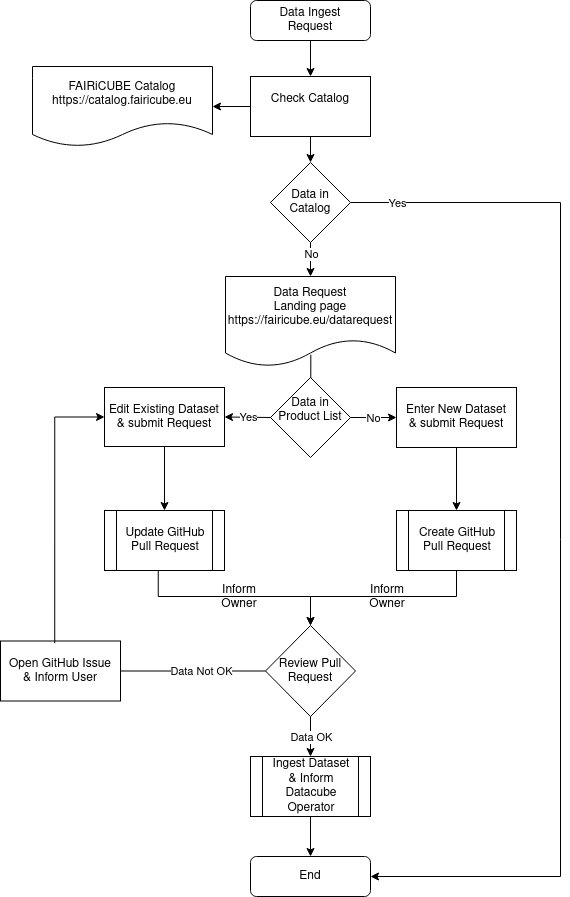 Data Ingest
Request
FAIRiCUBE Catalog
https://catalog.fairicube.eu
Check Catalog
Data in
Catalog
Yes
No
Data Request
Landing page
https://fairicube.eu/datarequest
Edit Existing Dataset
& submit Request
Yes
Data in
Product List
No
Enter New Dataset
& submit Request
Update GitHub
Pull Request
Create GitHub
Pull Request
Inform
Owner
Inform
Owner
Open GitHub Issue
& Inform User
Data Not OK
Review Pull
Request
Data OK
Ingest Dataset
& Inform
Datacube
Operator
End